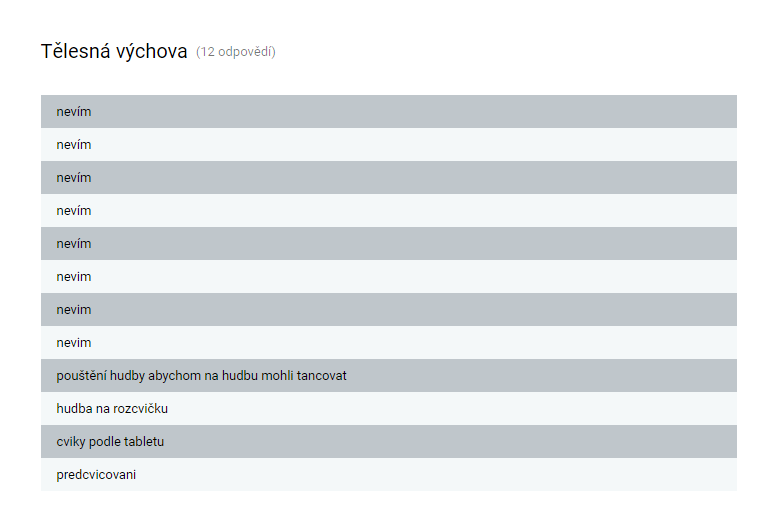 Tělesná výchova (12 odpovědí)
nevím
nevím
nevím
nevím
nevím
nevim
nevim
nevim
pouštění hudby abychom na hudbu mohli tancovat
hudba na rozcvičku
cviky podle tabletu
predcvicovani